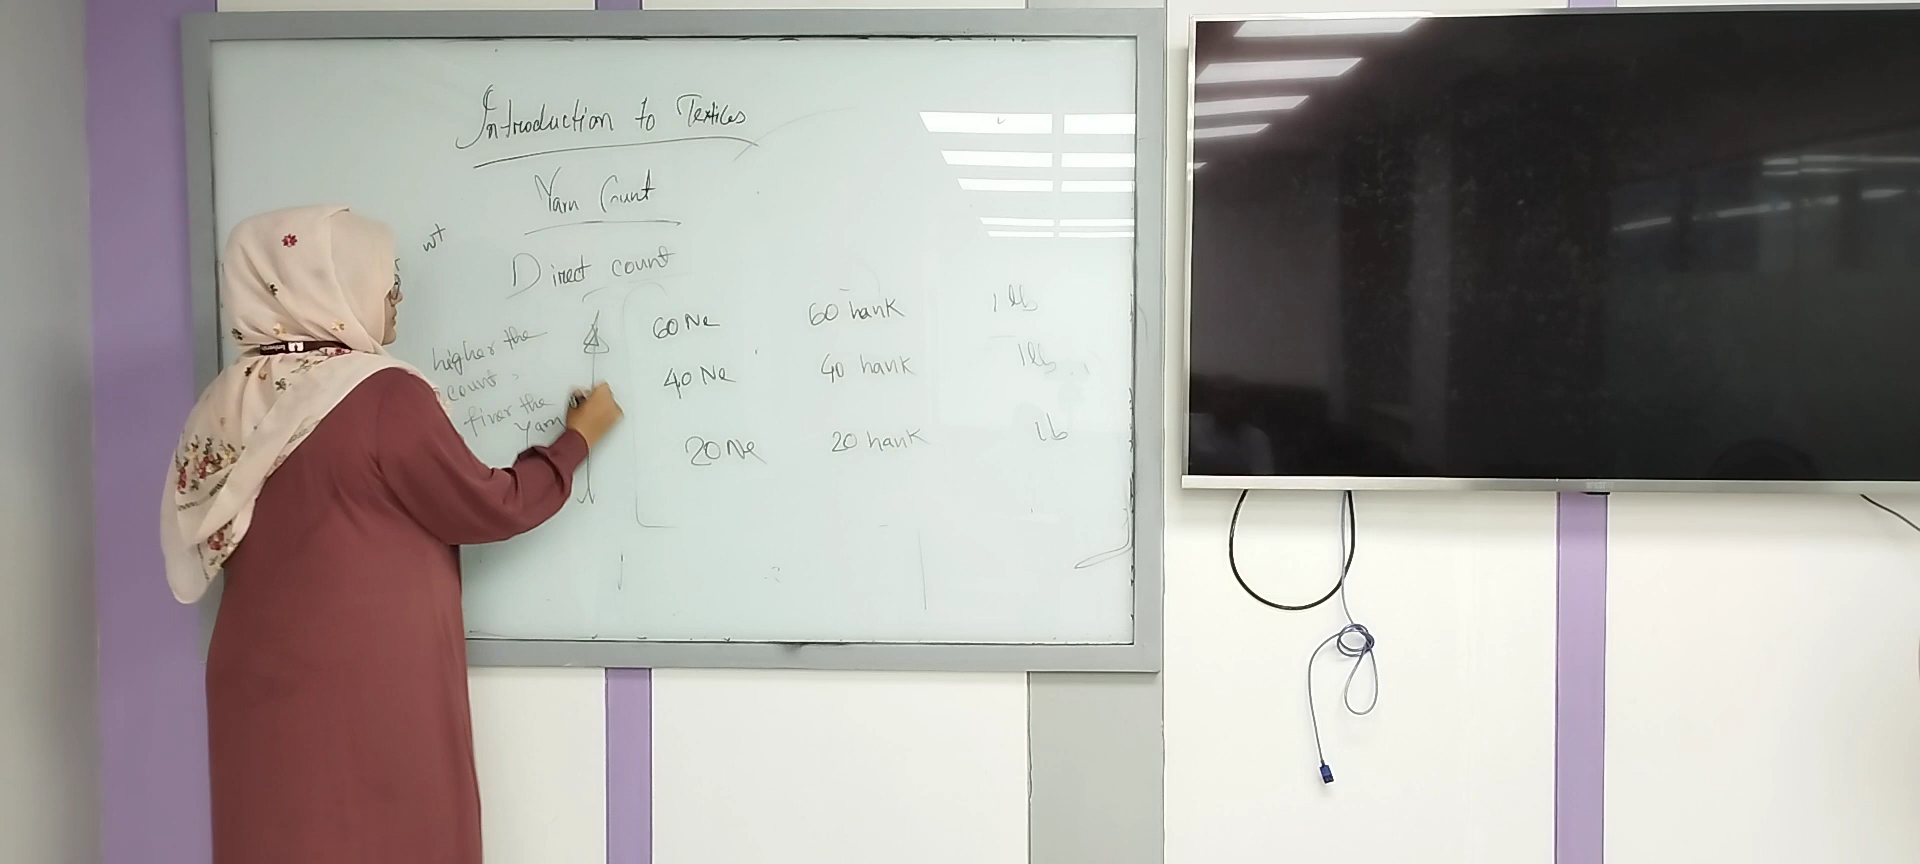 Introduction to Textiles
Yarn Count
wt
Direct count
higher the
count,
finer the
yarn
60 Ne 60 hank 1 lb
40 Ne 40 hank 1 lb
20 Ne 20 hank 1 lb